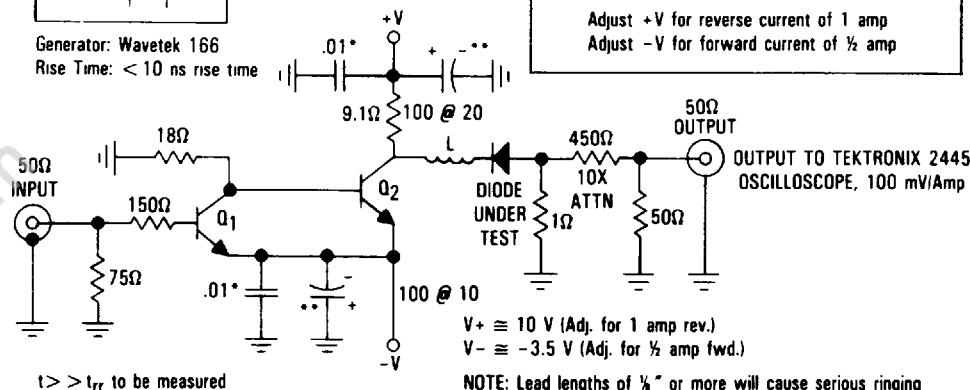 Adjust +V for reverse current of 1 amp
Adjust −V for forward current of ½ amp
Generator: Wavetek 166
Rise Time: < 10 ns rise time
+V
.01*
+
− **
9.1Ω
100 @ 20
18Ω
50Ω
INPUT
150Ω
Q1
Q2
75Ω
.01*
**
−
+
100 @ 10
−V
L
DIODE
UNDER
TEST
1Ω
450Ω
10X
ATTN
50Ω
50Ω
OUTPUT
OUTPUT TO TEKTRONIX 2445
OSCILLOSCOPE, 100 mV/Amp
V+ ≅ 10 V (Adj. for 1 amp rev.)
V− ≅ −3.5 V (Adj. for ½ amp fwd.)
t> >trr to be measured
NOTE: Lead lengths of ⅛″ or more will cause serious ringing